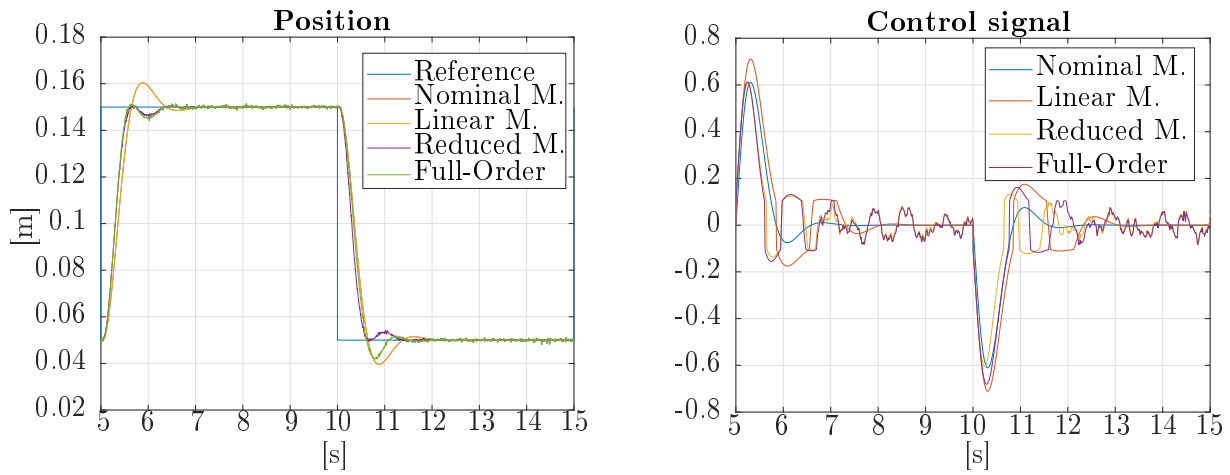 Position
0.18
0.16
0.14
0.12
0.1
0.08
0.06
0.04
0.02
[m]
5 6 7 8 9 10 11 12 13 14 15
[s]
Reference
Nominal M.
Linear M.
Reduced M.
Full-Order
Control signal
0.8
0.6
0.4
0.2
0
-0.2
-0.4
-0.6
-0.8
5 6 7 8 9 10 11 12 13 14 15
[s]
Nominal M.
Linear M.
Reduced M.
Full-Order